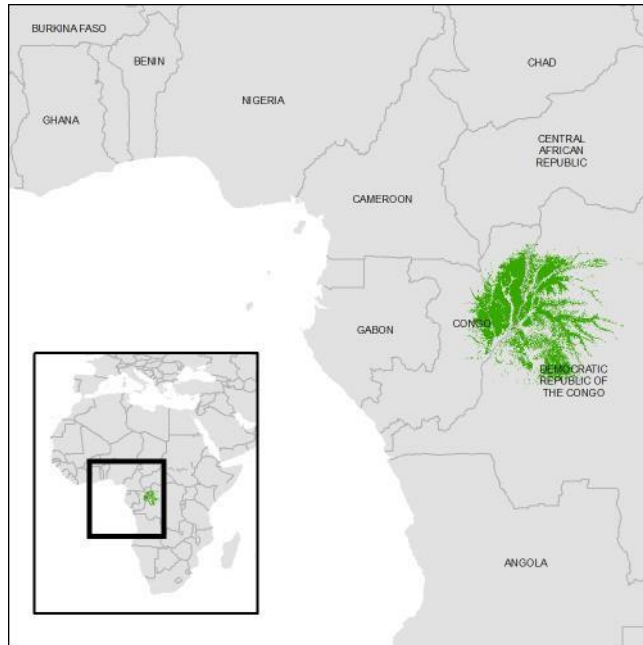 BURKINA FASO
BENIN
CHAD
NIGERIA
GHANA
CENTRAL
AFRICAN
REPUBLIC
CAMEROON
CONGO
GABON
DEMOCRATIC
REPUBLIC OF
THE CONGO
ANGOLA